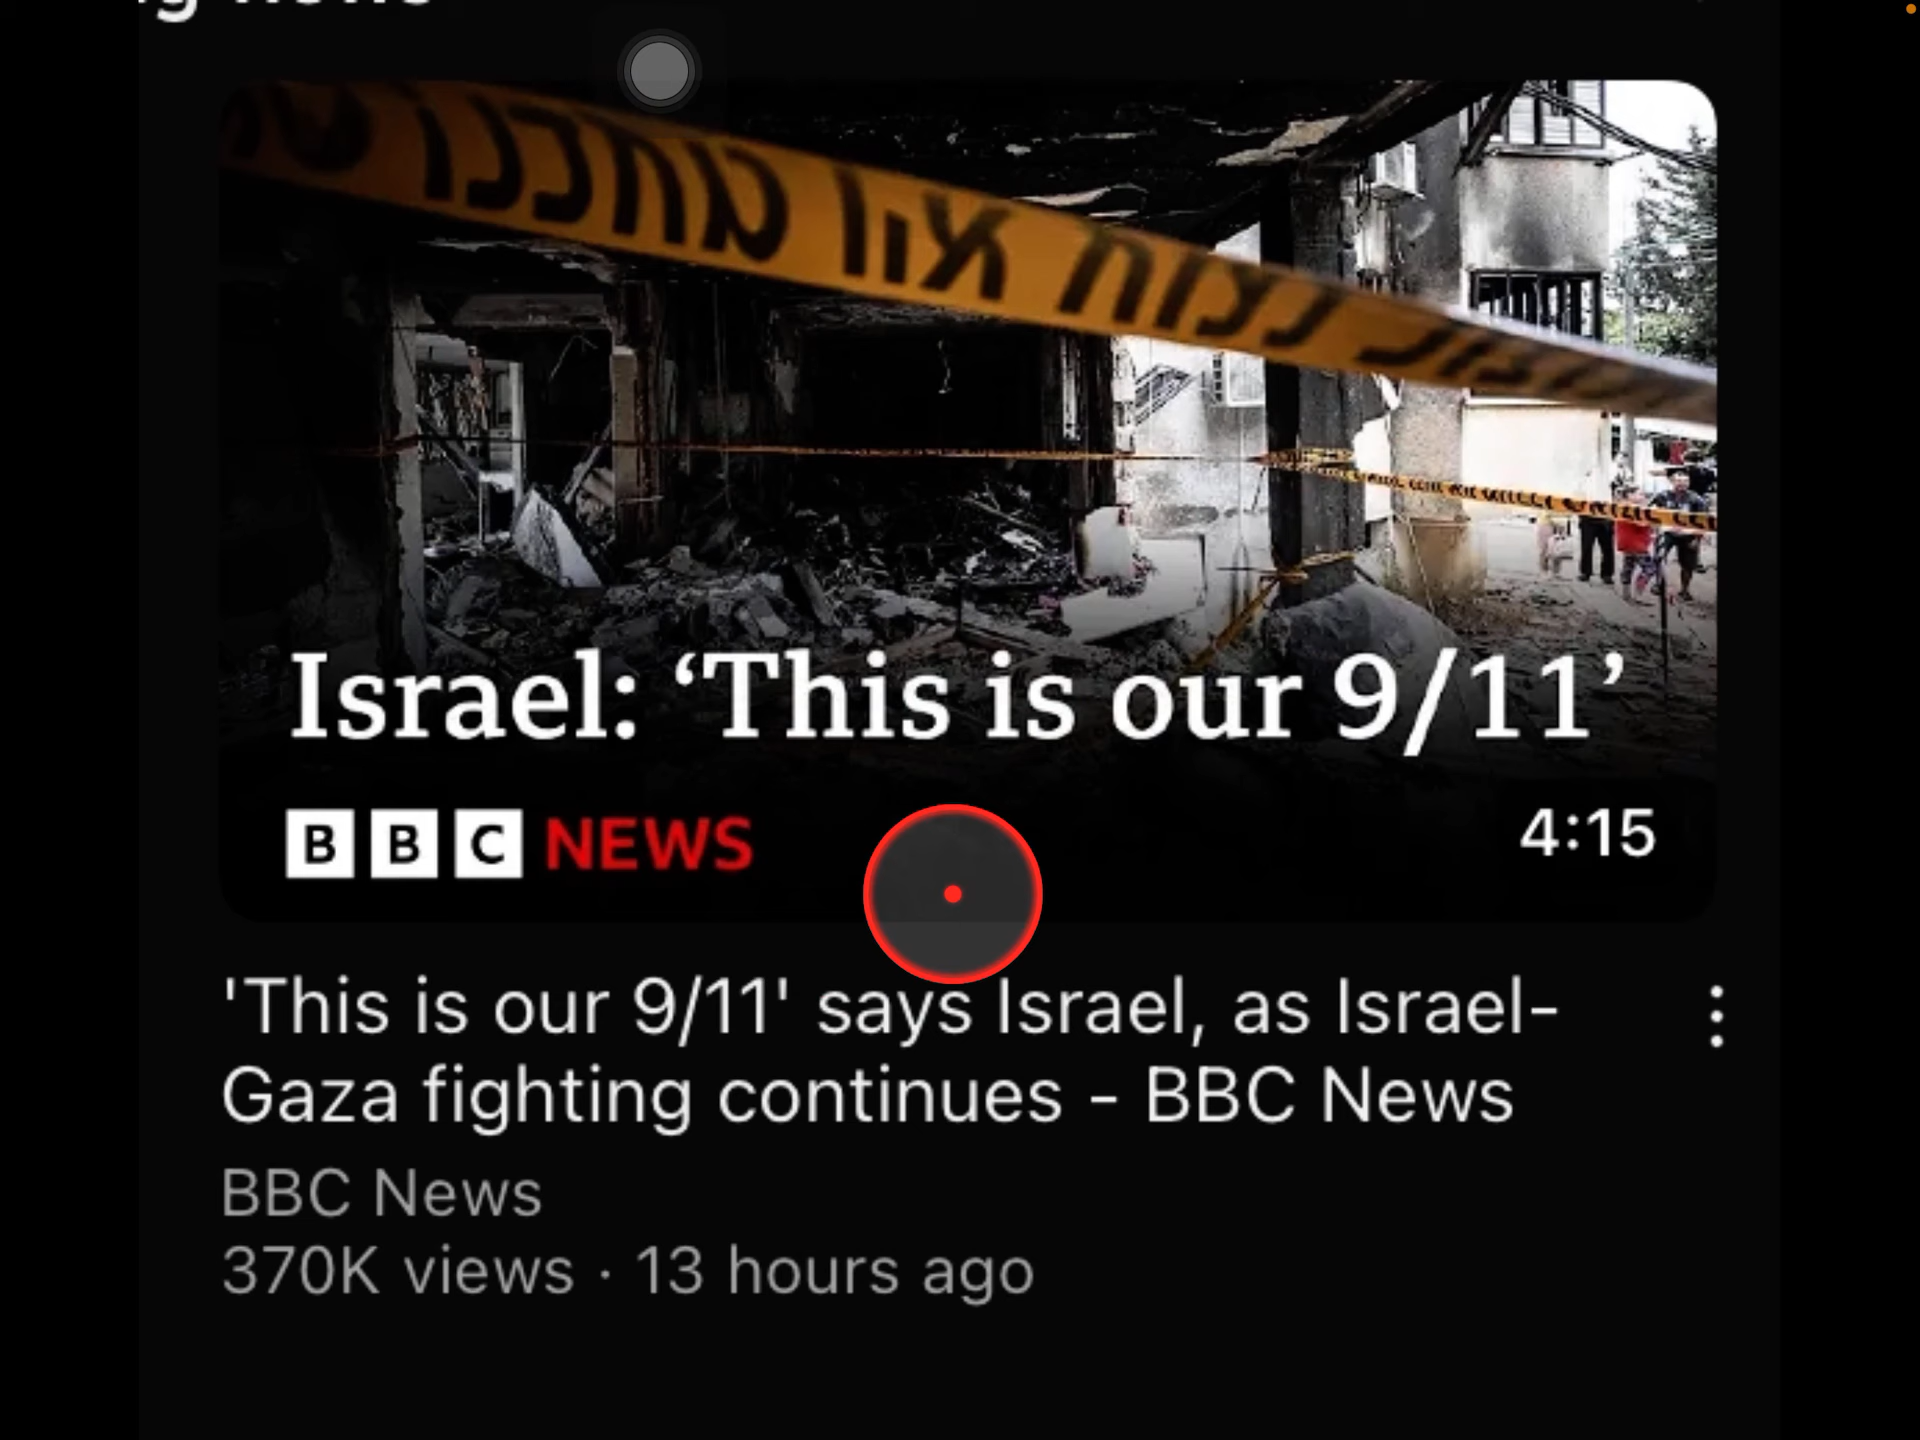 Israel: ‘This is our 9/11’
BBC NEWS
4:15
'This is our 9/11' says Israel, as Israel-
Gaza fighting continues - BBC News
BBC News
370K views · 13 hours ago